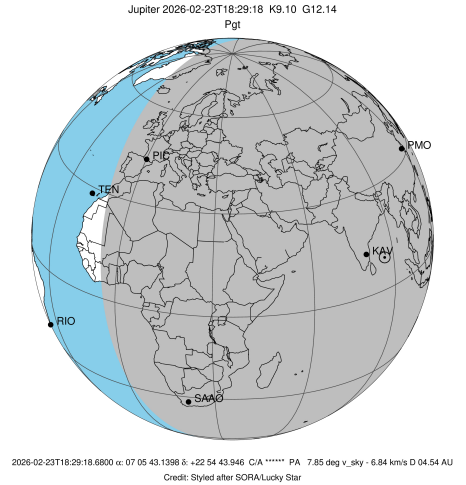 Jupiter 2026-02-23T18:29:18 K9.10 G12.14
Pgt
PMO
PIC
TEN
KAV
RIO
SAAO
2026-02-23T18:29:18.6800 α: 07 05 43.1398 δ: +22 54 43.946 C/A ****** PA 7.85 deg v_sky - 6.84 km/s D 04.54 AU
Credit: Styled after SORA/Lucky Star